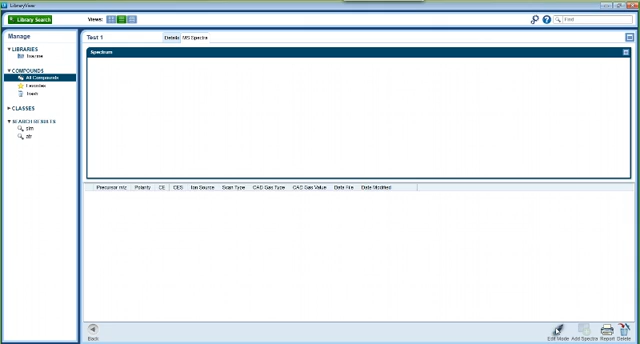 LibraryView
Library Search
Views:
Find
Manage
LIBRARIES
COMPOUNDS
All Compounds
Favorites
Trash
CLASSES
SEARCH RESULTS
Test 1
Details MS Spectra
Spectrum
Precursor m/z Polarity CE CES Ion Source Scan Type CAD Gas Type CAD Gas Value Data File Date Modified
Back
Edit Mode Add Spectra Report Delete